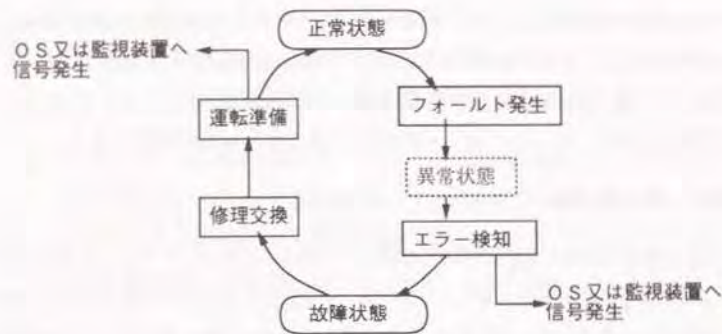 正常状態
OS又は監視装置へ
信号発生
運転準備
フォールト発生
異常状態
修理交換
エラー検知
故障状態
OS又は監視装置へ
信号発生